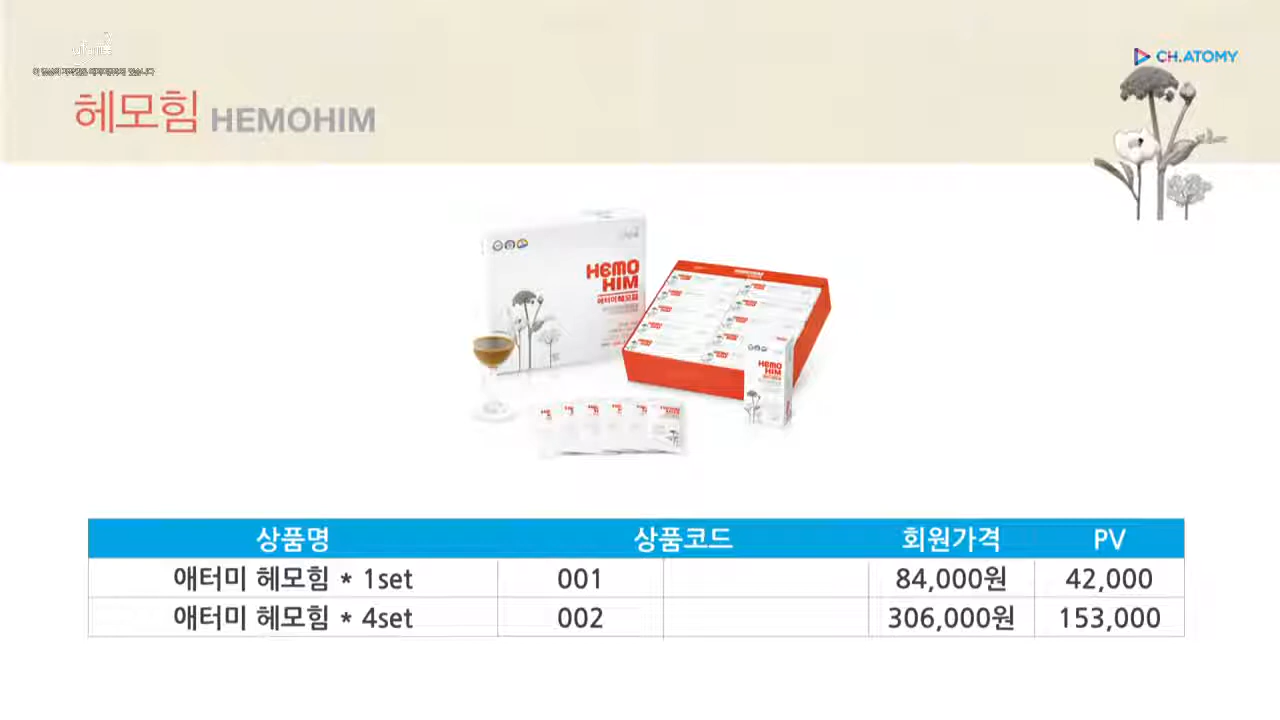 CH.ATOMY
헤모힘 HEMOHIM
HEMO
HIM
애터미 헤모힘
HEMO
HIM
상품명 상품코드 회원가격 PV
애터미 헤모힘 * 1set 001 84,000원 42,000
애터미 헤모힘 * 4set 002 306,000원 153,000